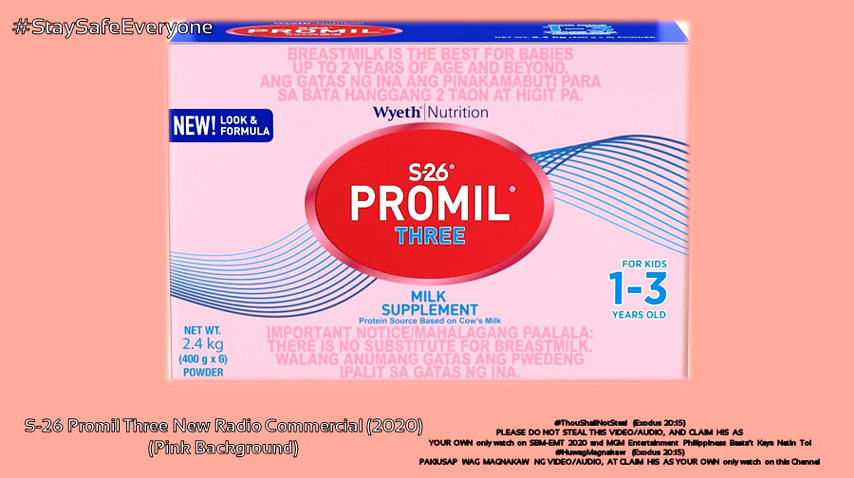 #StaySafeEveryone
S-26®
PROMIL
BREASTMILK IS THE BEST FOR BABIES
UP TO 2 YEARS OF AGE AND BEYOND.
ANG GATAS NG INA ANG PINAKAMABUTI PARA
SA BATA HANGGANG 2 TAON AT HIGIT PA.
Wyeth® | Nutrition
NEW! LOOK &
FORMULA
S-26®
PROMIL®
THREE
FOR KIDS
1-3
YEARS OLD
MILK
SUPPLEMENT
Protein Source Based on Cow's Milk
NET WT.
2.4 kg
(400 g x 6)
POWDER
IMPORTANT NOTICE/MAHALAGANG PAALALA:
THERE IS NO SUBSTITUTE FOR BREASTMILK.
WALANG ANUMANG GATAS ANG PWEDENG
IPALIT SA GATAS NG INA.
S-26 Promil Three New Radio Commercial (2020)
(Pink Background)
#ThouShallNotSteal (Exodus 20:15)
PLEASE DO NOT STEAL THIS VIDEO/AUDIO, AND CLAIM HIS AS
YOUR OWN only watch on SBM-EMT 2020 and MGM Entertainment Philippiness Basta't Kaya Natin Toi
#HuwagMagnakaw (Exodus 20:15)
PAKIUSAP WAG MAGNAKAW NG VIDEO/AUDIO, AT CLAIM HIS AS YOUR OWN only watch on this Channel